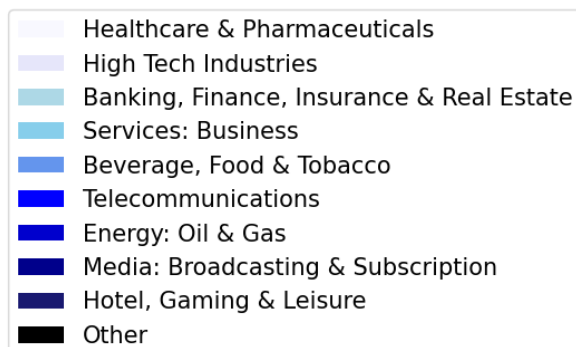 Healthcare & Pharmaceuticals
High Tech Industries
Banking, Finance, Insurance & Real Estate
Services: Business
Beverage, Food & Tobacco
Telecommunications
Energy: Oil & Gas
Media: Broadcasting & Subscription
Hotel, Gaming & Leisure
Other